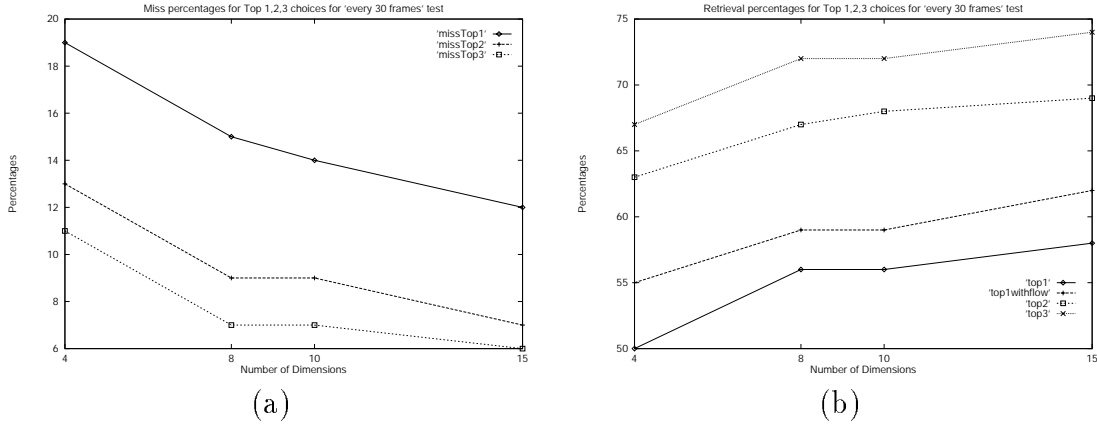 Miss percentages for Top 1,2,3 choices for 'every 30 frames' test
20
18
16
14
12
10
8
6
Percentages
'missTop1'
'missTop2'
'missTop3'
4
8
10
15
Number of Dimensions
(a)
Retrieval percentages for Top 1,2,3 choices for 'every 30 frames' test
75
70
65
60
55
50
Percentages
'top1'
'top1withflow'
'top2'
'top3'
4
8
10
15
Number of Dimensions
(b)